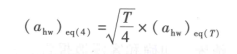 (a_hw)_eq(4) = √(T/4) × (a_hw)_eq(T)